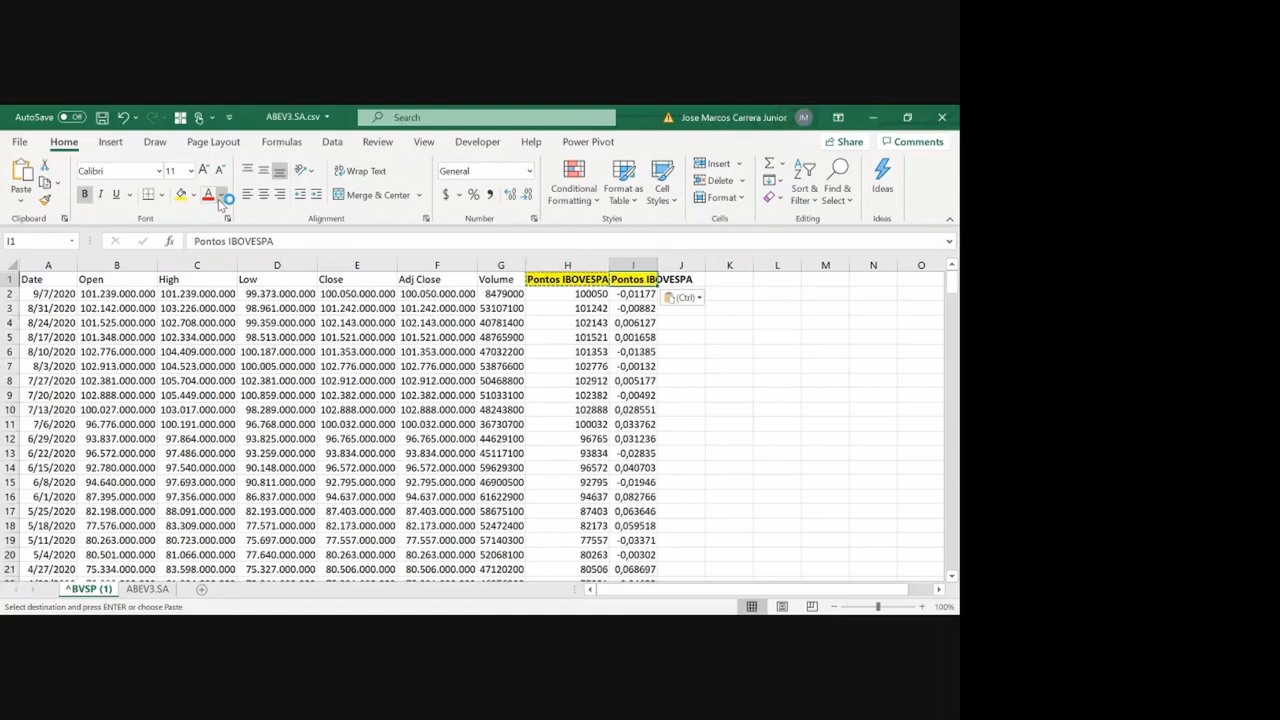 AutoSave Off ABEV3.SA.csv Search Jose Marcos Carrera Junior JM
File Home Insert Draw Page Layout Formulas Data Review View Developer Help Power Pivot Share Comments
Paste Calibri 11 Wrap Text General Conditional Formatting Format as Table Cell Styles Insert Sort & Filter Find & Select Ideas
B I U Merge & Center $ % Delete Format
Clipboard Font Alignment Number Styles Cells Editing Ideas
I1 fx Pontos IBOVESPA
A B C D E F G H I J K L M N O
1 Date Open High Low Close Adj Close Volume Pontos IBOVESPA Pontos IBOVESPA
2 9/7/2020 101.239.000.000 101.239.000.000 99.373.000.000 100.050.000.000 100.050.000.000 8479000 100050 -0,01177 (Ctrl)
3 8/31/2020 102.142.000.000 103.226.000.000 98.961.000.000 101.242.000.000 101.242.000.000 53107100 101242 -0,00882
4 8/24/2020 101.525.000.000 102.708.000.000 99.359.000.000 102.143.000.000 102.143.000.000 40781400 102143 0,006127
5 8/17/2020 101.348.000.000 102.334.000.000 98.513.000.000 101.521.000.000 101.521.000.000 48765900 101521 0,001658
6 8/10/2020 102.776.000.000 104.409.000.000 100.187.000.000 101.353.000.000 101.353.000.000 47032200 101353 -0,01385
7 8/3/2020 102.913.000.000 104.523.000.000 100.005.000.000 102.776.000.000 102.776.000.000 53876600 102776 -0,00132
8 7/27/2020 102.381.000.000 105.704.000.000 102.381.000.000 102.912.000.000 102.912.000.000 50468800 102912 0,005177
9 7/20/2020 102.888.000.000 105.449.000.000 100.859.000.000 102.382.000.000 102.382.000.000 51033100 102382 -0,00492
10 7/13/2020 100.027.000.000 103.017.000.000 98.289.000.000 102.888.000.000 102.888.000.000 48243800 102888 0,028551
11 7/6/2020 96.776.000.000 100.191.000.000 96.768.000.000 100.032.000.000 100.032.000.000 36730700 100032 0,033762
12 6/29/2020 93.837.000.000 97.864.000.000 93.825.000.000 96.765.000.000 96.765.000.000 44629100 96765 0,031236
13 6/22/2020 96.572.000.000 97.486.000.000 93.259.000.000 93.834.000.000 93.834.000.000 45117100 93834 -0,02835
14 6/15/2020 92.780.000.000 97.540.000.000 90.148.000.000 96.572.000.000 96.572.000.000 59629300 96572 0,040703
15 6/8/2020 94.640.000.000 97.693.000.000 90.811.000.000 92.795.000.000 92.795.000.000 46900500 92795 -0,01946
16 6/1/2020 87.395.000.000 97.356.000.000 86.837.000.000 94.637.000.000 94.637.000.000 61622900 94637 0,082766
17 5/25/2020 82.198.000.000 88.091.000.000 82.193.000.000 87.403.000.000 87.403.000.000 58675100 87403 0,063646
18 5/18/2020 77.576.000.000 83.309.000.000 77.571.000.000 82.173.000.000 82.173.000.000 52472400 82173 0,059518
19 5/11/2020 80.263.000.000 80.723.000.000 75.697.000.000 77.557.000.000 77.557.000.000 57140300 77557 -0,03371
20 5/4/2020 80.501.000.000 81.066.000.000 77.640.000.000 80.263.000.000 80.263.000.000 52068100 80263 -0,00302
21 4/27/2020 75.334.000.000 83.598.000.000 75.327.000.000 80.506.000.000 80.506.000.000 47120200 80506 0,068697
^BVSP (1) ABEV3.SA
Select destination and press ENTER or choose Paste 100%